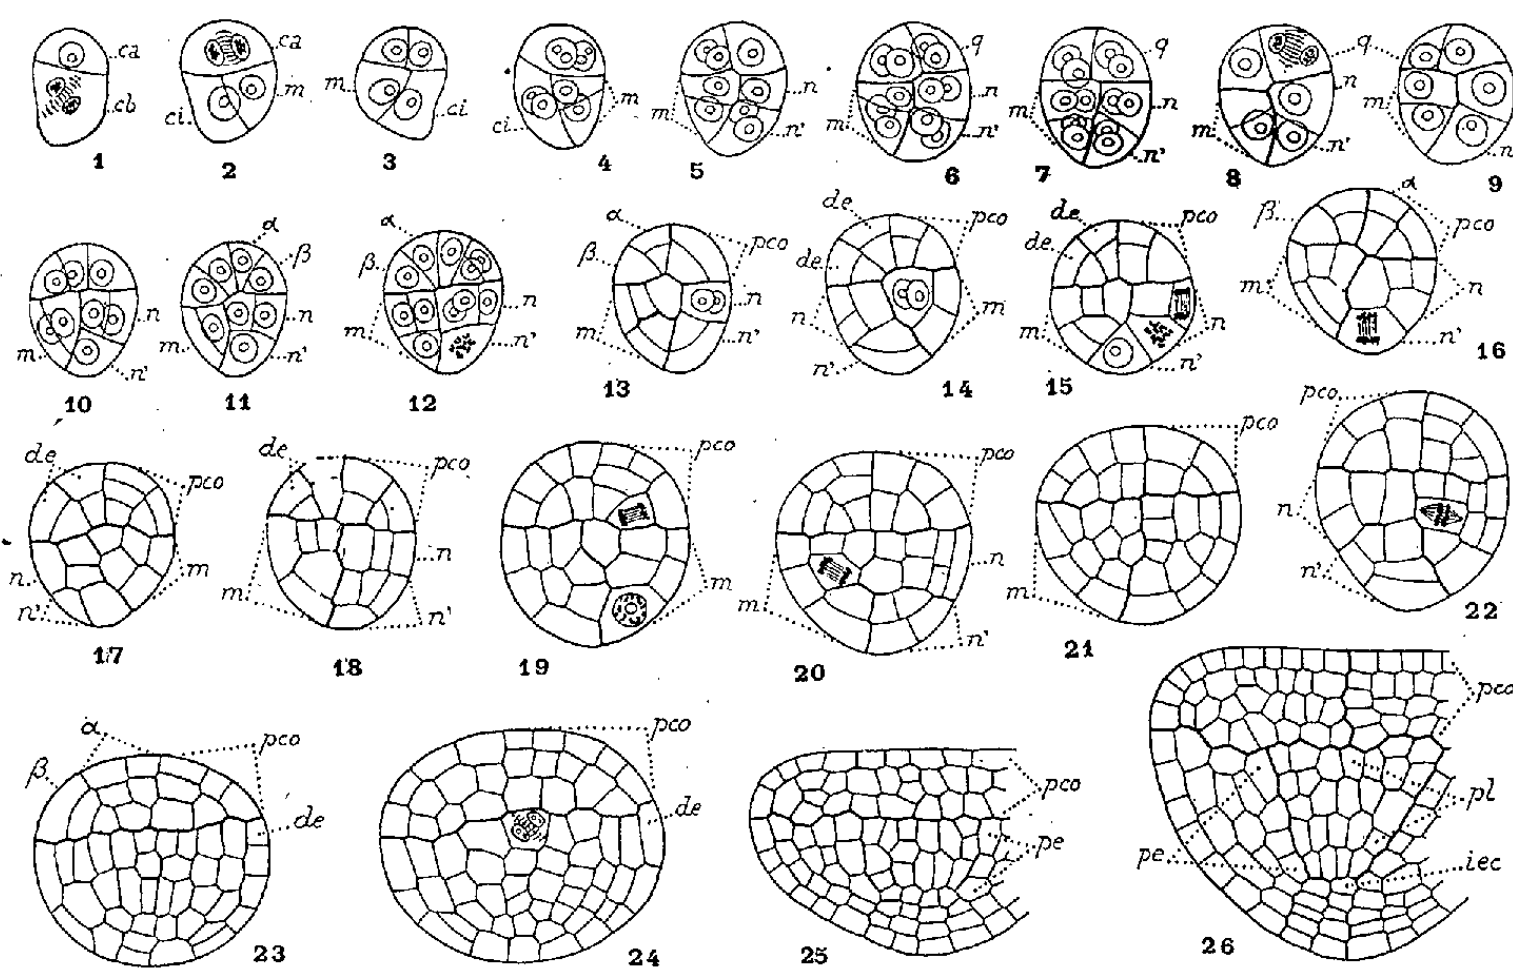 ca ca q q q
cb m m m n n n n
ci ci ci m m m m m
n' n' n' n' n
1 2 3 4 5 6 7 8 9
α α α de de pco pco α
β β β pco de de β pco
n n n n n m n m n
m m m m n' m n' n'
n' n' n' n'
10 11 12 13 14 15 16
de de pco pco pco pco pco
pco
n m n n n
n' m n' m m n' m n'
17 18 19 20 21 22
α pco pco pco
β de de pco pl
pe pe iec
23 24 25 26